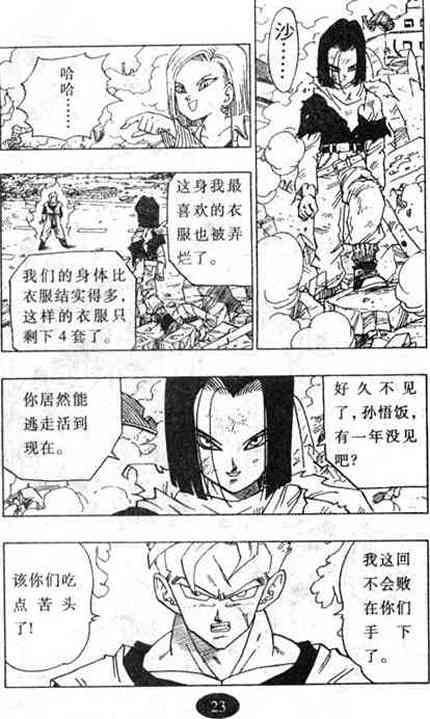 沙……
哈
哈……
这身我最
喜欢的衣
服也被弄
烂了。
我们的身体比
衣服结实得多，
这样的衣服只
剩下4套了。
好久不见
了，孙悟饭，
有一年没见
吧？
你居然能
逃走活到
现在。
我这回
不会败
在你们
手下
了。
该你们吃
点苦头
了！
23